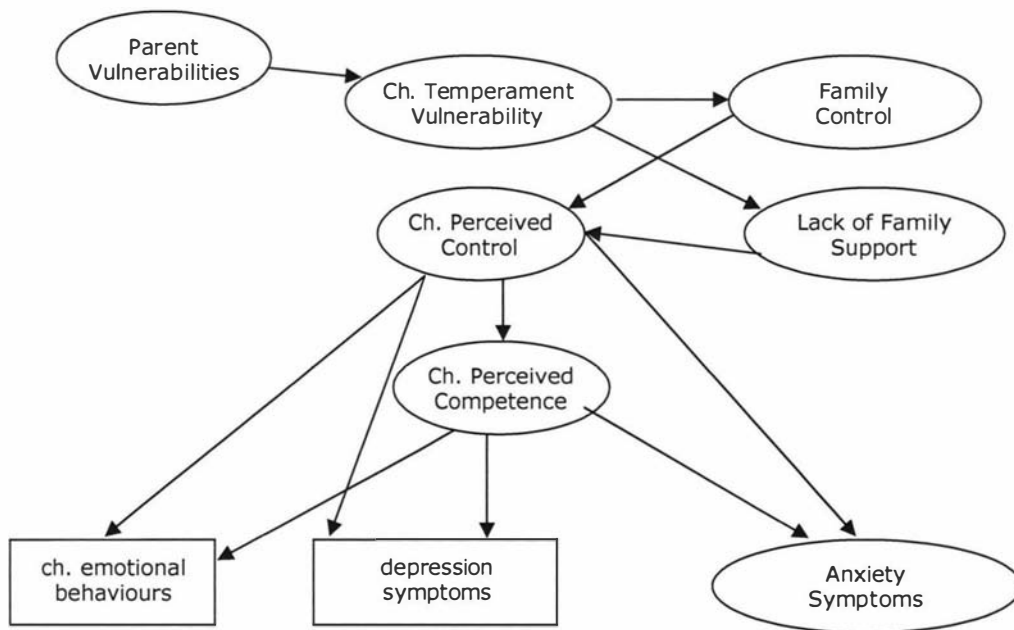 Parent
Vulnerabilities
Ch. Temperament
Vulnerability
Family
Control
Ch. Perceived
Control
Lack of Family
Support
Ch. Perceived
Competence
ch. emotional
behaviours
depression
symptoms
Anxiety
Symptoms